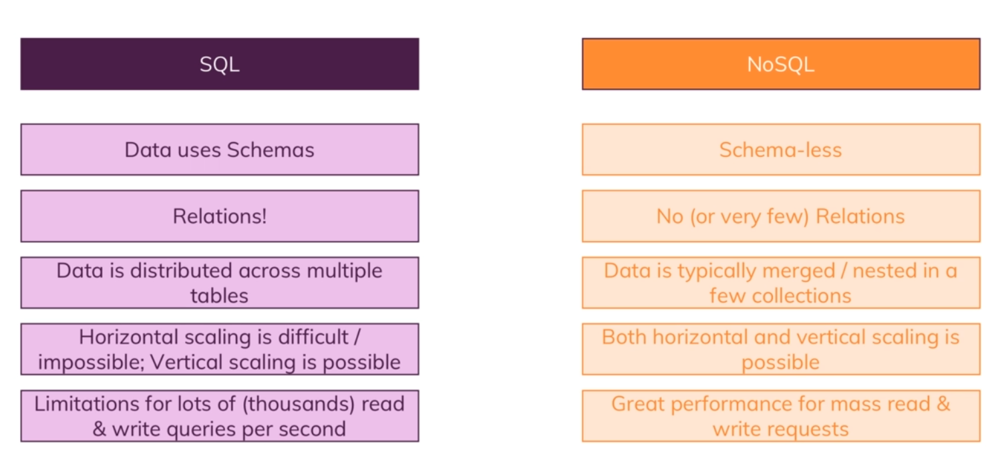 SQL
NoSQL
Data uses Schemas
Schema-less
Relations!
No (or very few) Relations
Data is distributed across multiple
tables
Data is typically merged / nested in a
few collections
Horizontal scaling is difficult /
impossible; Vertical scaling is possible
Both horizontal and vertical scaling is
possible
Limitations for lots of (thousands) read
& write queries per second
Great performance for mass read &
write requests